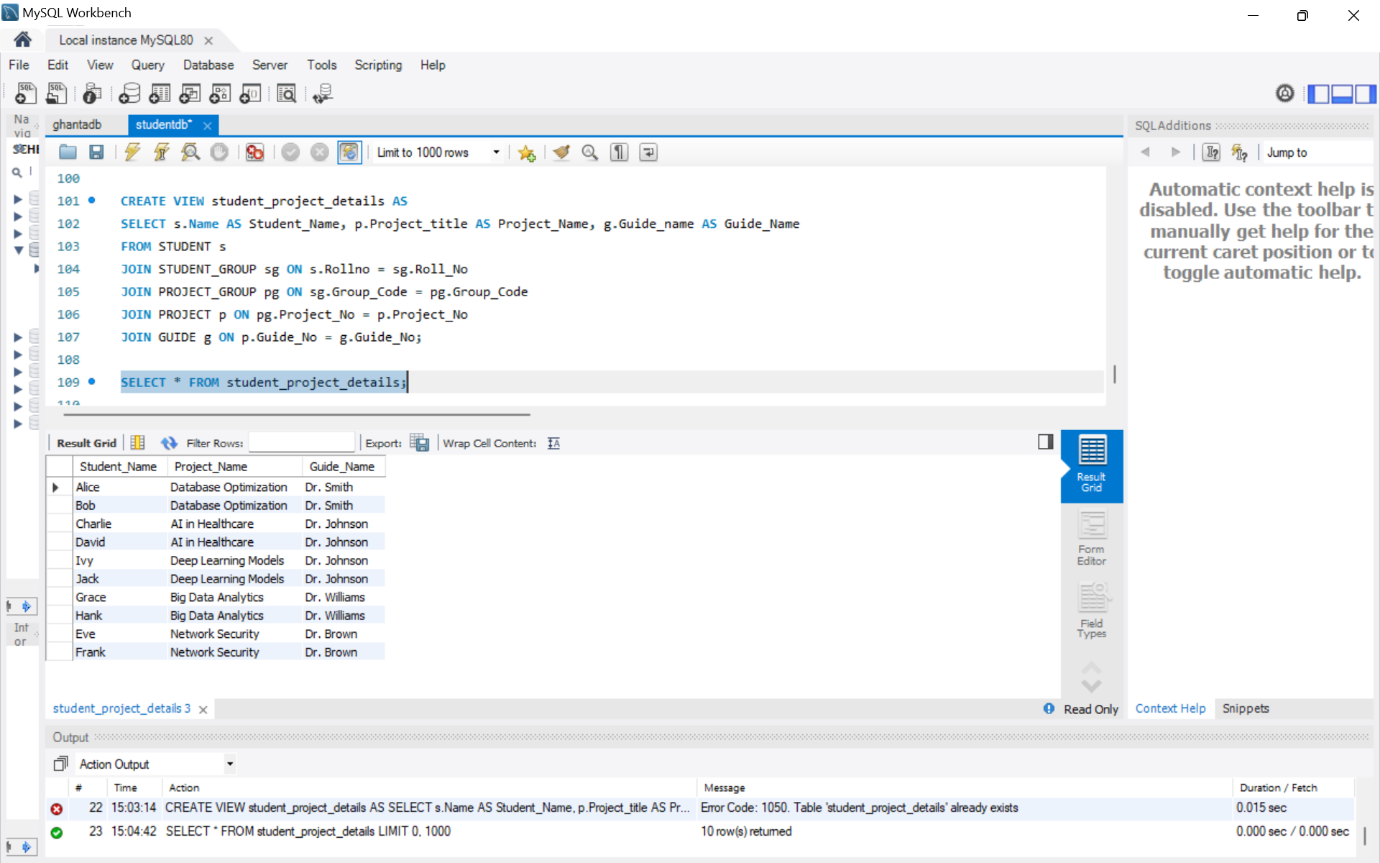 MySQL Workbench
Local instance MySQL80
File Edit View Query Database Server Tools Scripting Help
Na
vig
ghantadb studentdb*
SQLAdditions
Limit to 1000 rows
Jump to
100
101 CREATE VIEW student_project_details AS
102 SELECT s.Name AS Student_Name, p.Project_title AS Project_Name, g.Guide_name AS Guide_Name
103 FROM STUDENT s
104 JOIN STUDENT_GROUP sg ON s.Rollno = sg.Roll_No
105 JOIN PROJECT_GROUP pg ON sg.Group_Code = pg.Group_Code
106 JOIN PROJECT p ON pg.Project_No = p.Project_No
107 JOIN GUIDE g ON p.Guide_No = g.Guide_No;
108
109 SELECT * FROM student_project_details;
110
Automatic context help is
disabled. Use the toolbar t
manually get help for the
current caret position or to
toggle automatic help.
Result Grid Filter Rows: Export: Wrap Cell Content:
Student_Name Project_Name Guide_Name
Alice Database Optimization Dr. Smith
Bob Database Optimization Dr. Smith
Charlie AI in Healthcare Dr. Johnson
David AI in Healthcare Dr. Johnson
Ivy Deep Learning Models Dr. Johnson
Jack Deep Learning Models Dr. Johnson
Grace Big Data Analytics Dr. Williams
Hank Big Data Analytics Dr. Williams
Eve Network Security Dr. Brown
Frank Network Security Dr. Brown
Result
Grid
Form
Editor
Field
Types
Int
or
student_project_details 3
Read Only
Context Help Snippets
Output
Action Output
# Time Action Message Duration / Fetch
22 15:03:14 CREATE VIEW student_project_details AS SELECT s.Name AS Student_Name, p.Project_title AS Pr... Error Code: 1050. Table 'student_project_details' already exists 0.015 sec
23 15:04:42 SELECT * FROM student_project_details LIMIT 0, 1000 10 row(s) returned 0.000 sec / 0.000 sec